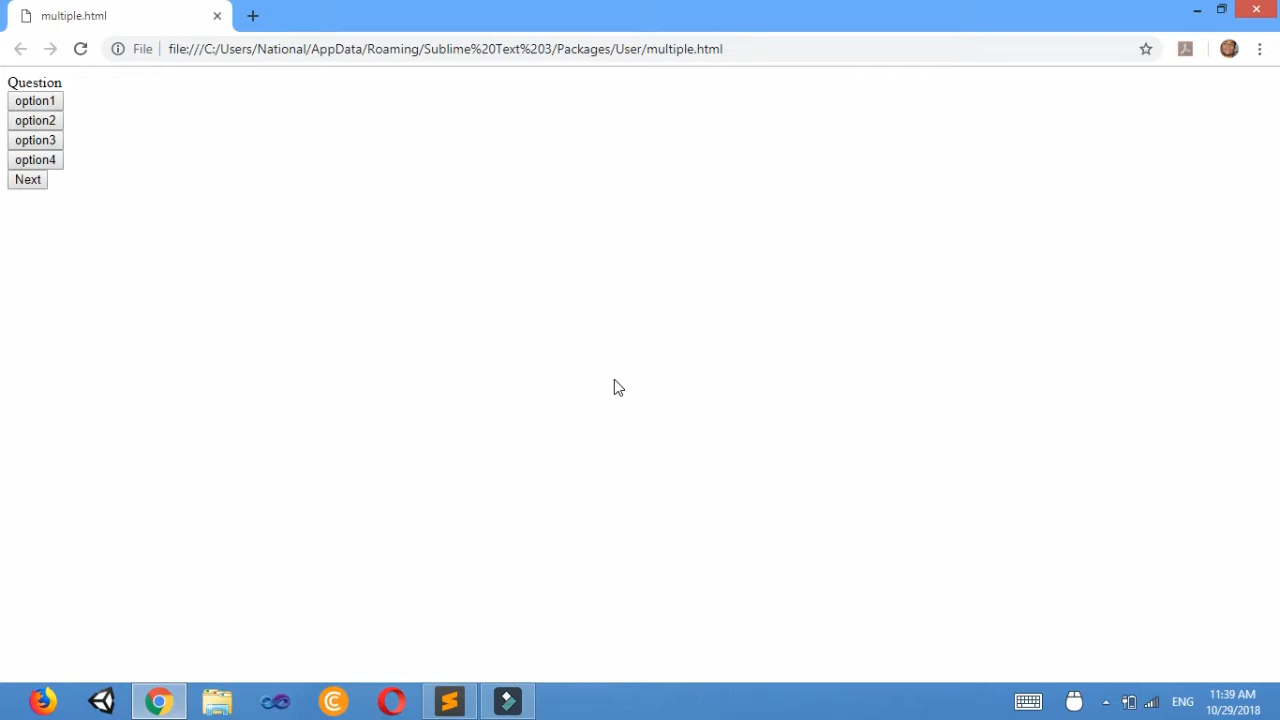 multiple.html
File file:///C:/Users/National/AppData/Roaming/Sublime%20Text%203/Packages/User/multiple.html
Question
option1
option2
option3
option4
Next
ENG
11:39 AM
10/29/2018